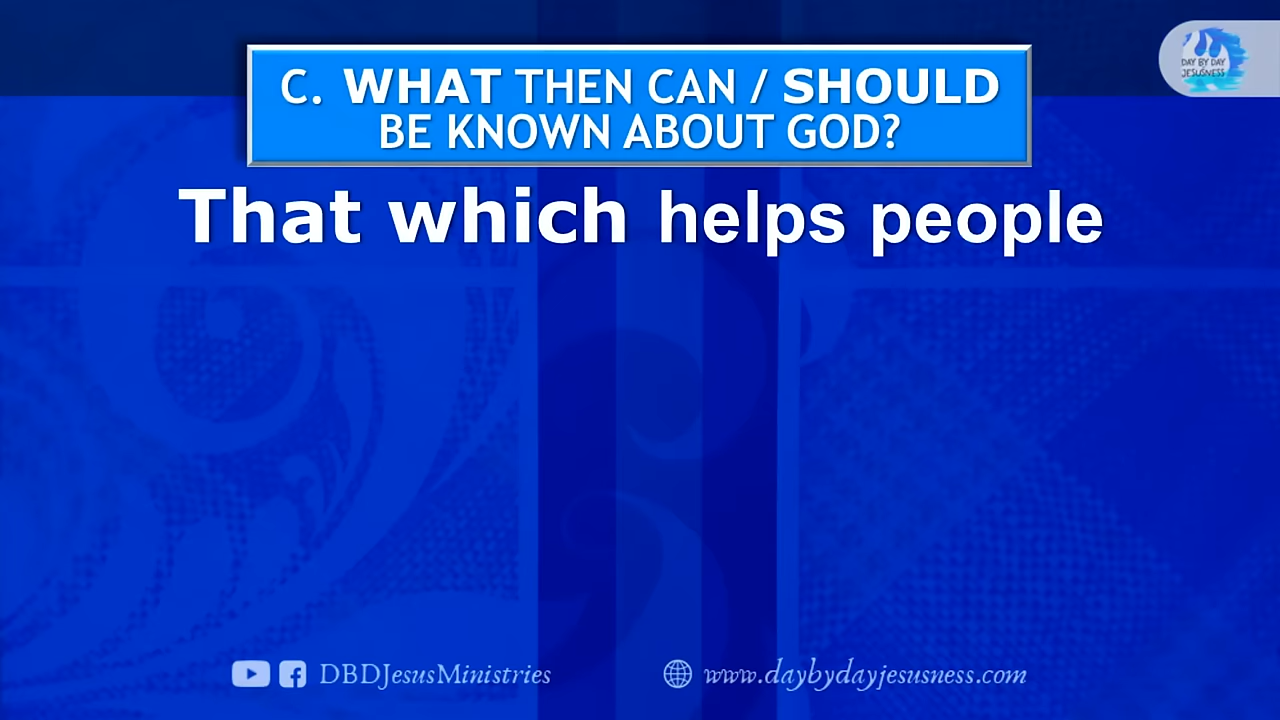 DAY BY DAY
JESUSNESS
C. WHAT THEN CAN / SHOULD
BE KNOWN ABOUT GOD?
That which helps people
DBDJesusMinistries
www.daybydayjesusness.com